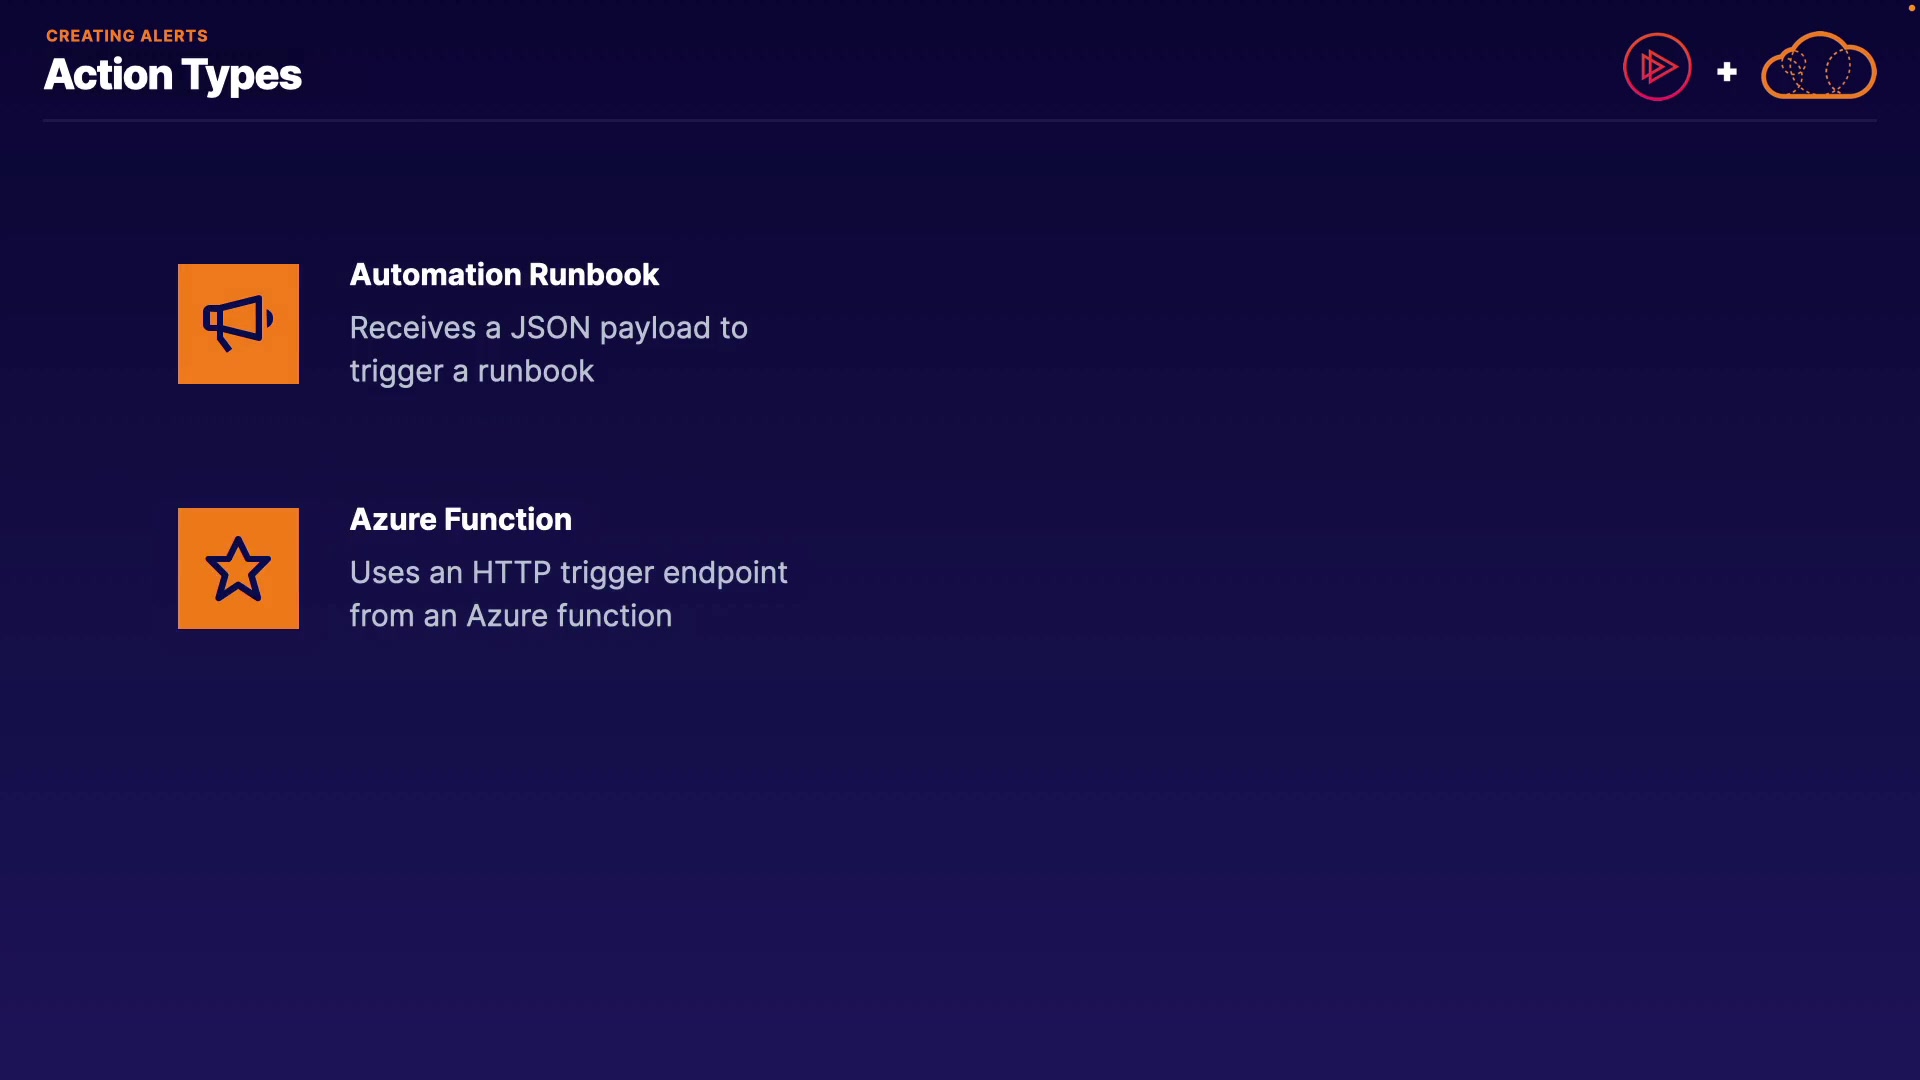 CREATING ALERTS
Action Types
Automation Runbook
Receives a JSON payload to
trigger a runbook
Azure Function
Uses an HTTP trigger endpoint
from an Azure function